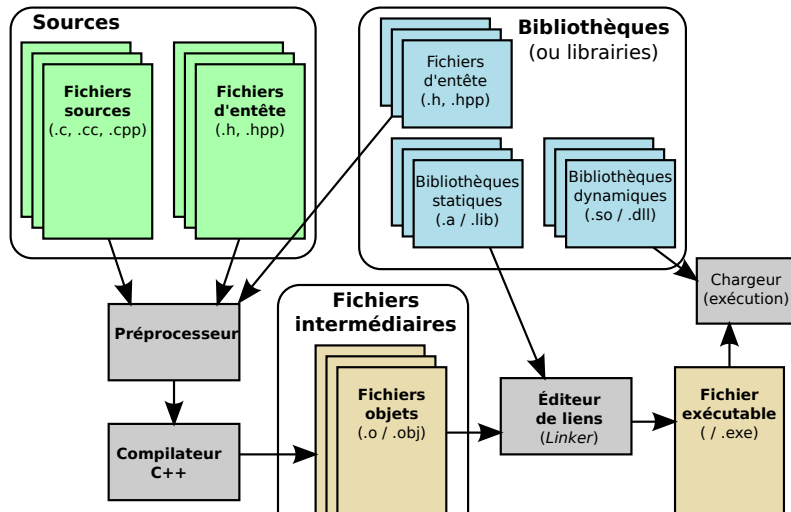 Sources
Fichiers
sources
(.c, .cc, .cpp)
Fichiers
d'entête
(.h, .hpp)
Bibliothèques
(ou librairies)
Fichiers
d'entête
(.h, .hpp)
Bibliothèques
statiques
(.a / .lib)
Bibliothèques
dynamiques
(.so / .dll)
Chargeur
(exécution)
Préprocesseur
Compilateur
C++
Fichiers
intermédiaires
Fichiers
objets
(.o / .obj)
Éditeur
de liens
(Linker)
Fichier
exécutable
( / .exe)